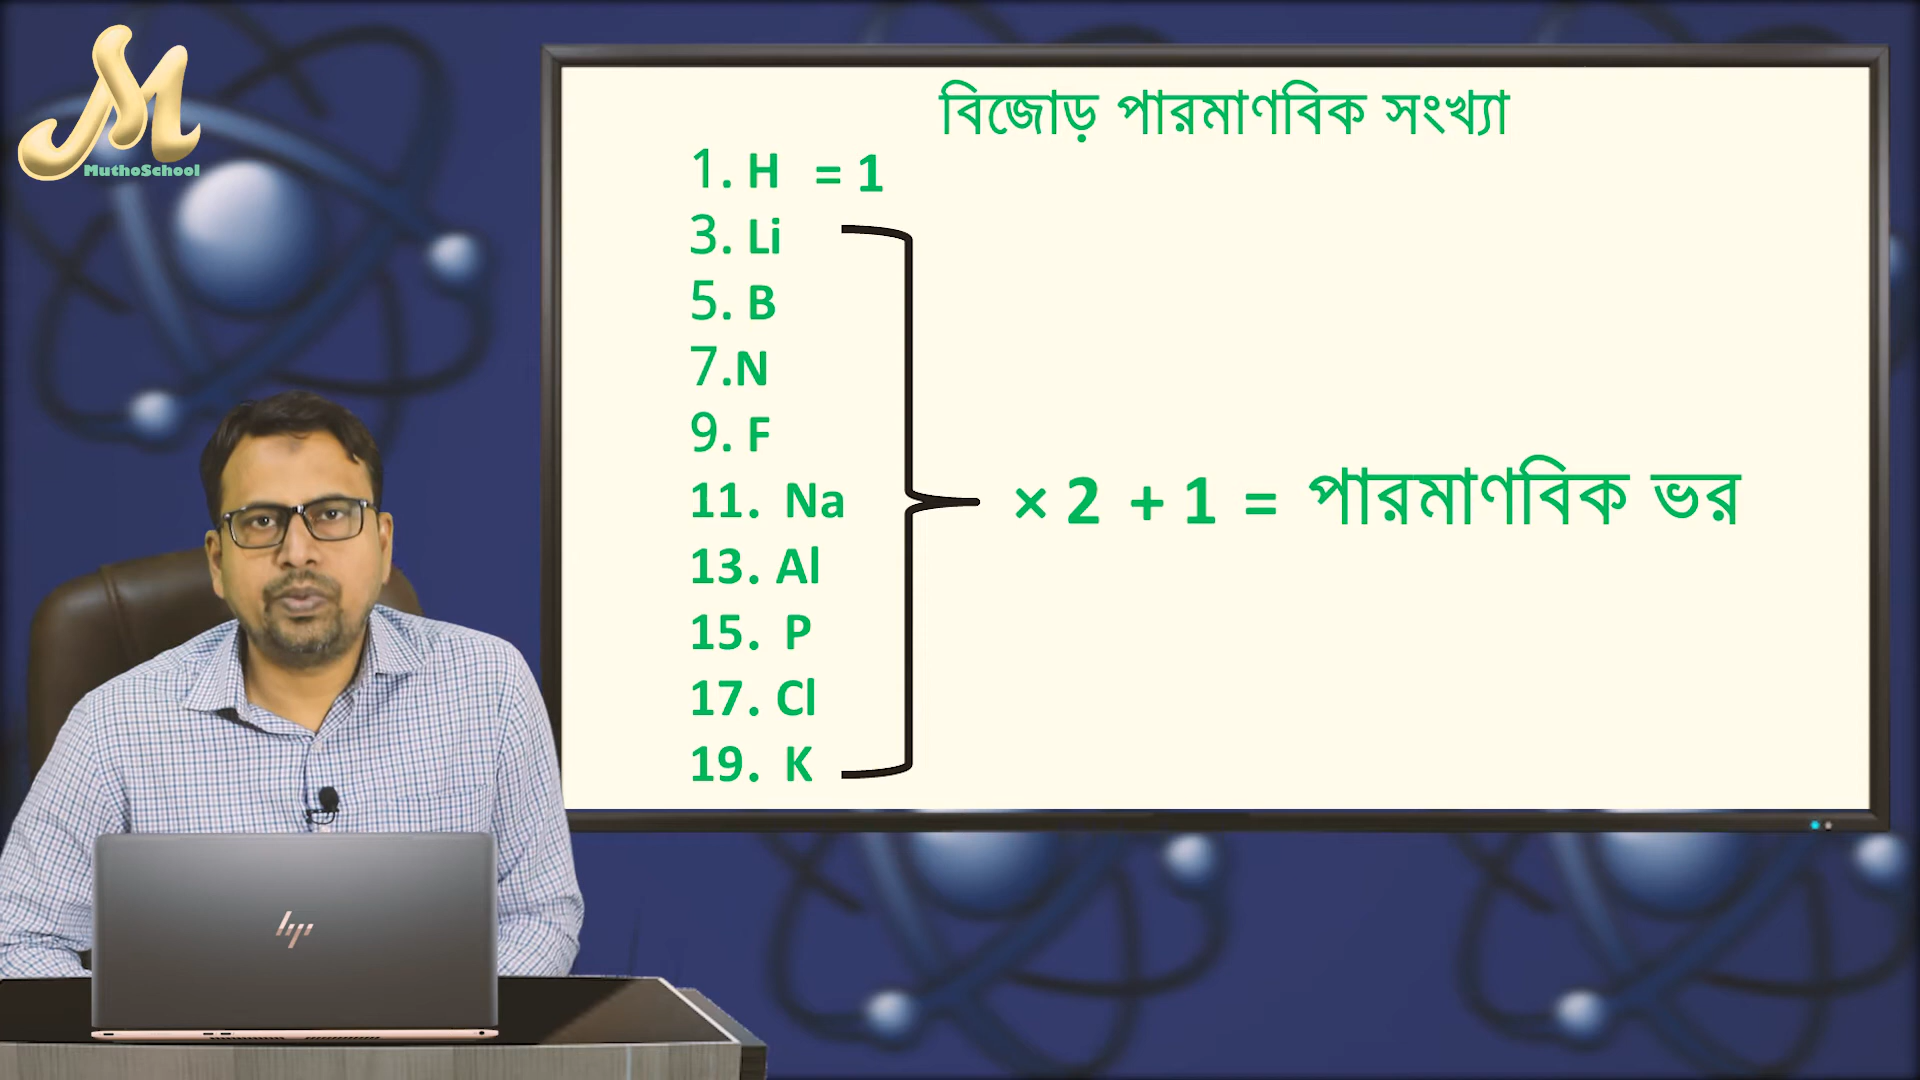 M
MuthoSchool
বিজোড় পারমাণবিক সংখ্যা
1. H = 1
3. Li
5. B
7.N
9. F
11. Na
13. Al
15. P
17. Cl
19. K
× 2 + 1 = পারমাণবিক ভর
hp